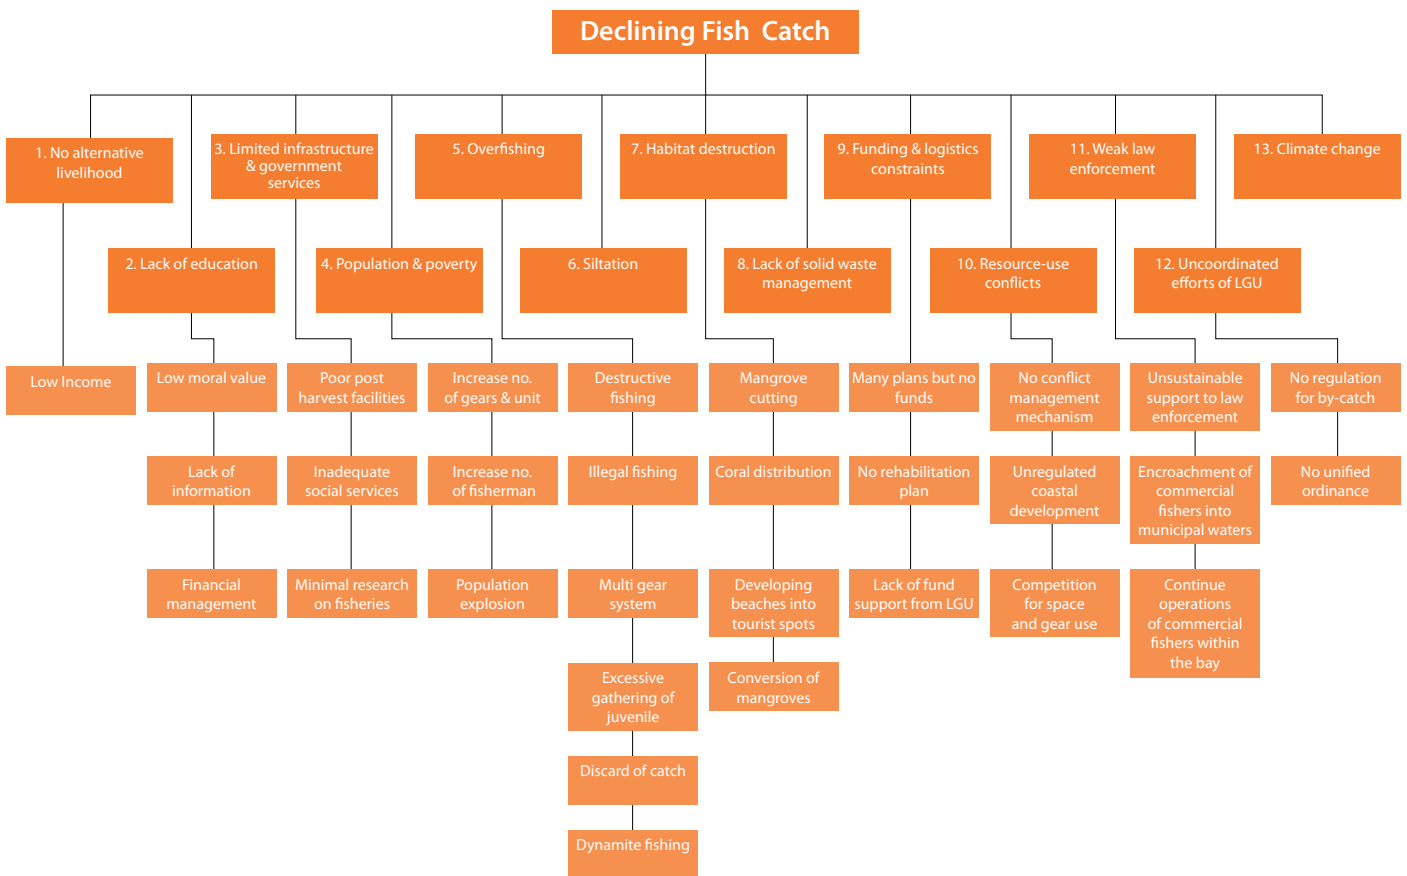 Declining Fish Catch
1. No alternative
livelihood
3. Limited infrastructure
& government
services
5. Overfishing
7. Habitat destruction
9. Funding & logistics
constraints
11. Weak law
enforcement
13. Climate change
2. Lack of education
4. Population & poverty
6. Siltation
8. Lack of solid waste
management
10. Resource-use
conflicts
12. Uncoordinated
efforts of LGU
Low Income
Low moral value
Poor post
harvest facilities
Increase no.
of gears & unit
Destructive
fishing
Mangrove
cutting
Many plans but no
funds
No conflict
management
mechanism
Unsustainable
support to law
enforcement
No regulation
for by-catch
Lack of
information
Inadequate
social services
Increase no.
of fisherman
Illegal fishing
Coral distribution
No rehabilitation
plan
Unregulated
coastal
development
Encroachment of
commercial
fishers into
municipal waters
No unified
ordinance
Financial
management
Minimal research
on fisheries
Population
explosion
Multi gear
system
Developing
beaches into
tourist spots
Lack of fund
support from LGU
Competition
for space
and gear use
Continue
operations
of commercial
fishers within
the bay
Excessive
gathering of
juvenile
Conversion of
mangroves
Discard of catch
Dynamite fishing